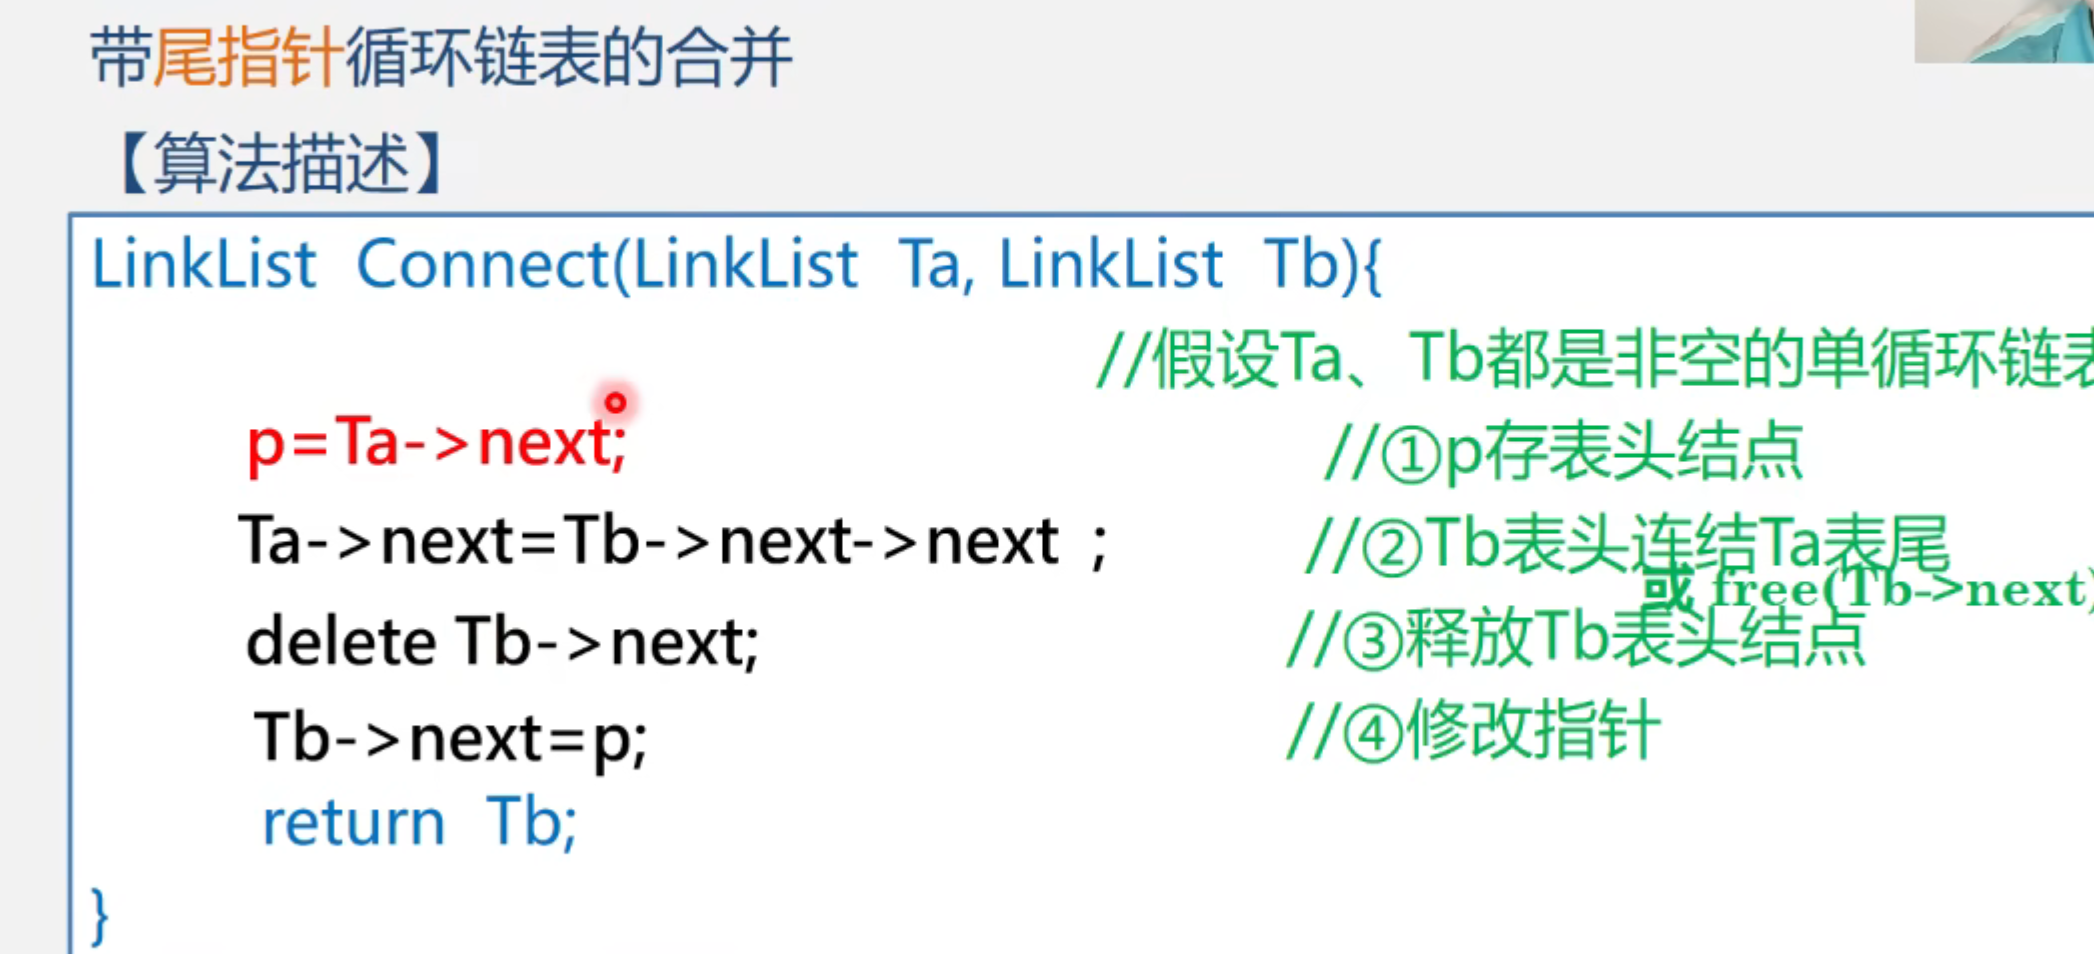 带尾指针循环链表的合并
【算法描述】
LinkList Connect(LinkList Ta, LinkList Tb){
//假设Ta、Tb都是非空的单循环链表
p=Ta->next; //①p存表头结点
Ta->next=Tb->next->next ; //②Tb表头连结Ta表尾
或 free(Tb->next)
delete Tb->next; //③释放Tb表头结点
Tb->next=p; //④修改指针
return Tb;
}